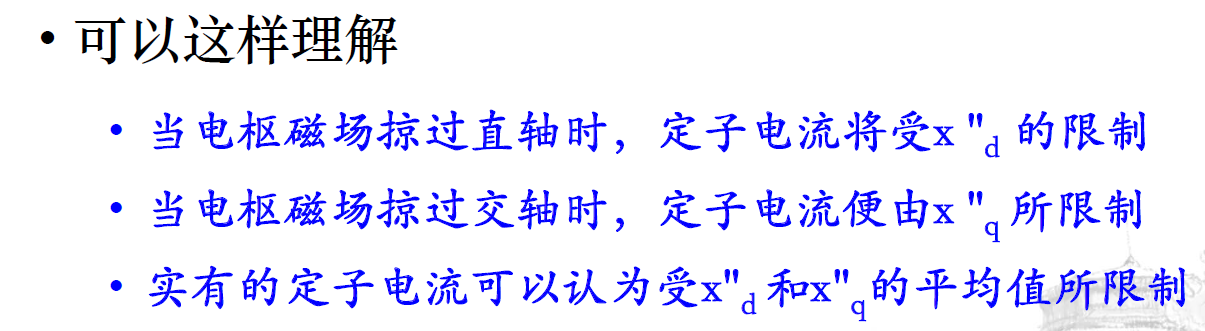 • 可以这样理解
• 当电枢磁场掠过直轴时，定子电流将受x "d 的限制
• 当电枢磁场掠过交轴时，定子电流便由x "q 所限制
• 实有的定子电流可以认为受x"d 和x"q的平均值所限制